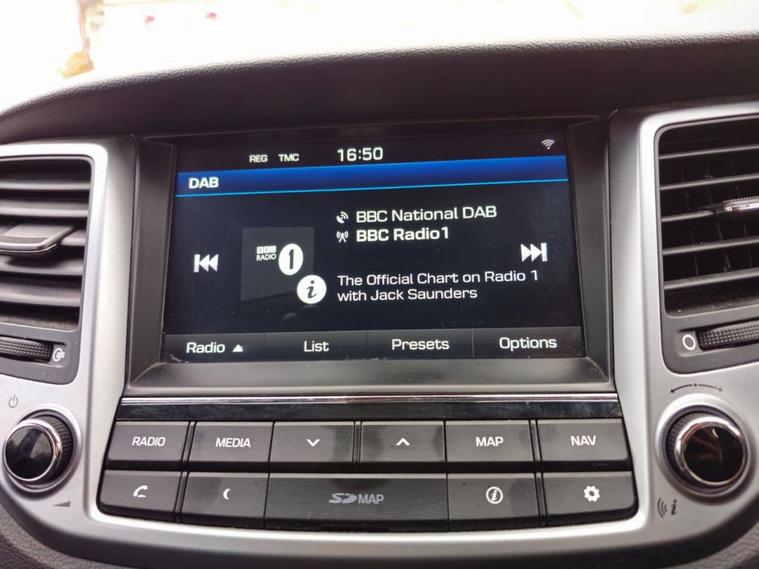 REG TMC 16:50
DAB
BBC National DAB
BBC Radio1
BBC
RADIO 1
The Official Chart on Radio 1
with Jack Saunders
Radio List Presets Options
RADIO MEDIA MAP NAV
SD MAP